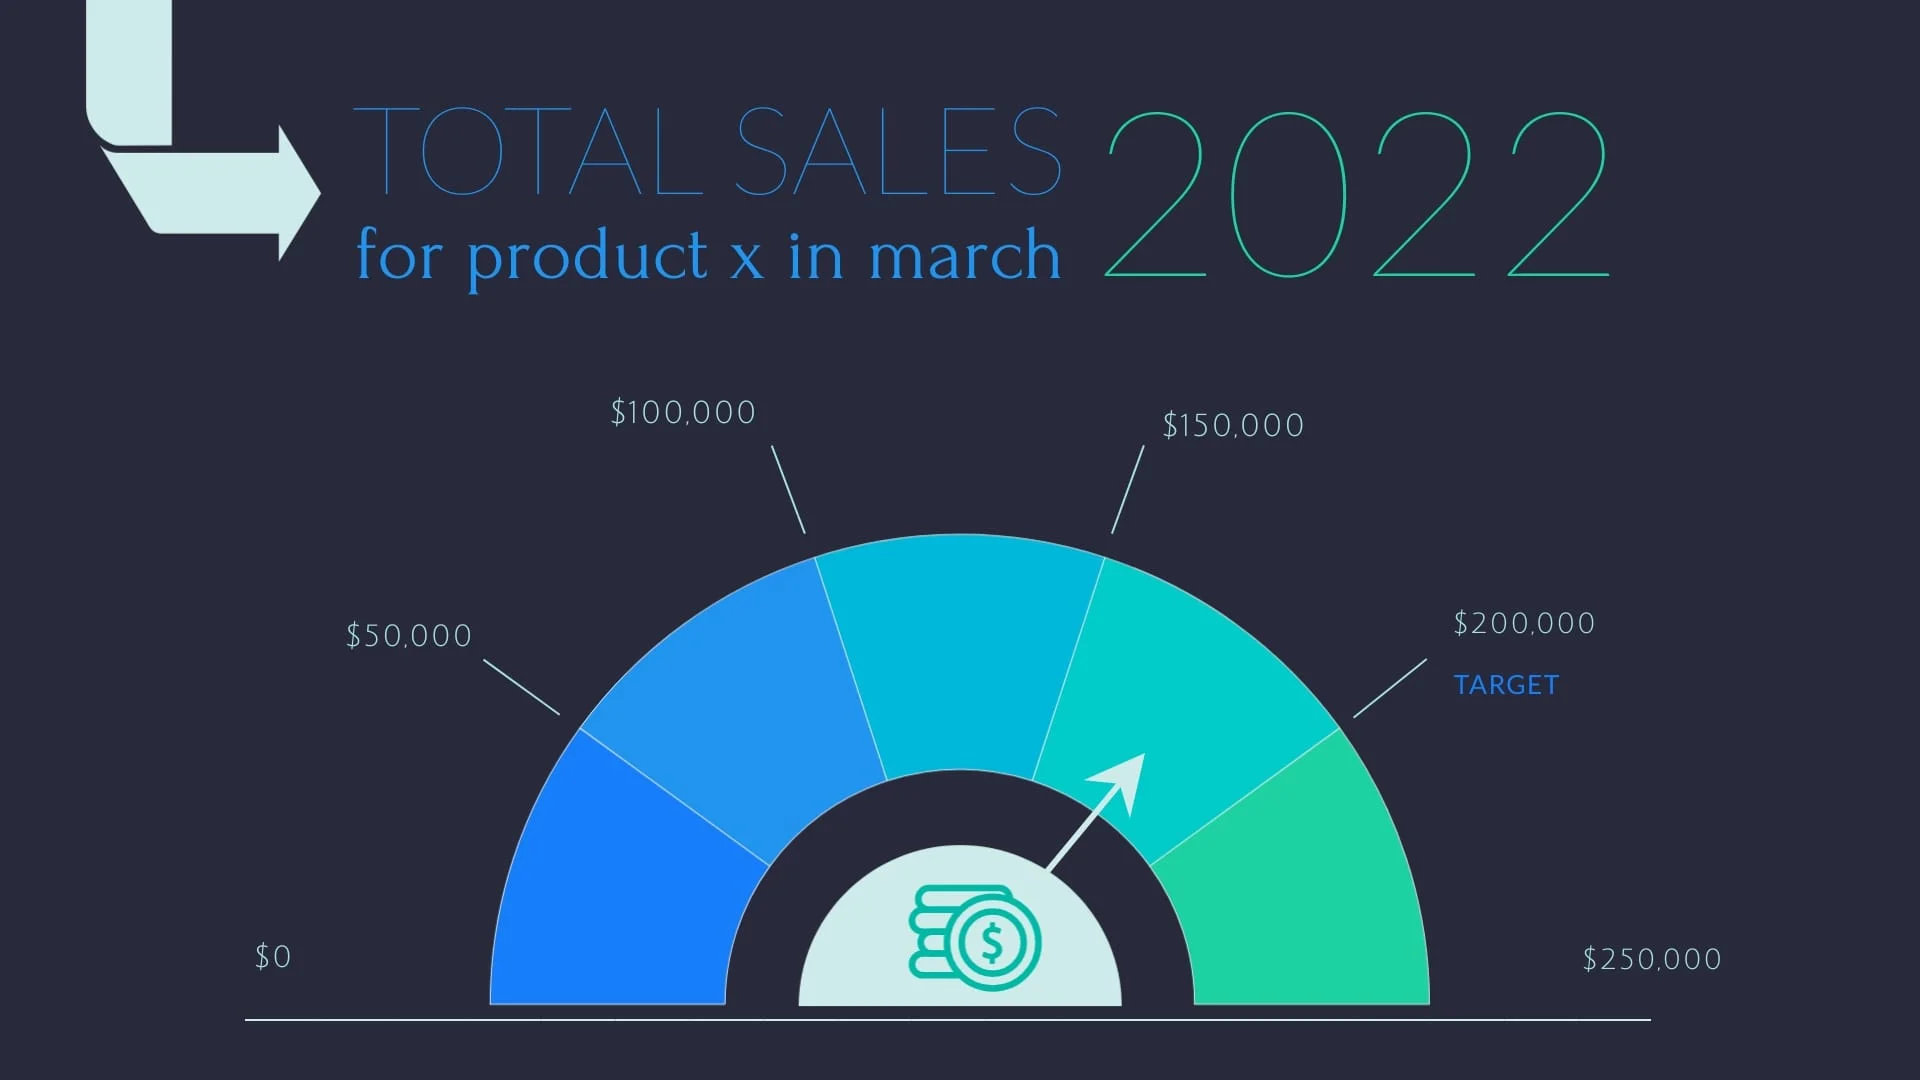 TOTAL SALES
for product x in march
2022
$100,000
$150,000
$50,000
$200,000
TARGET
$0
$250,000
$